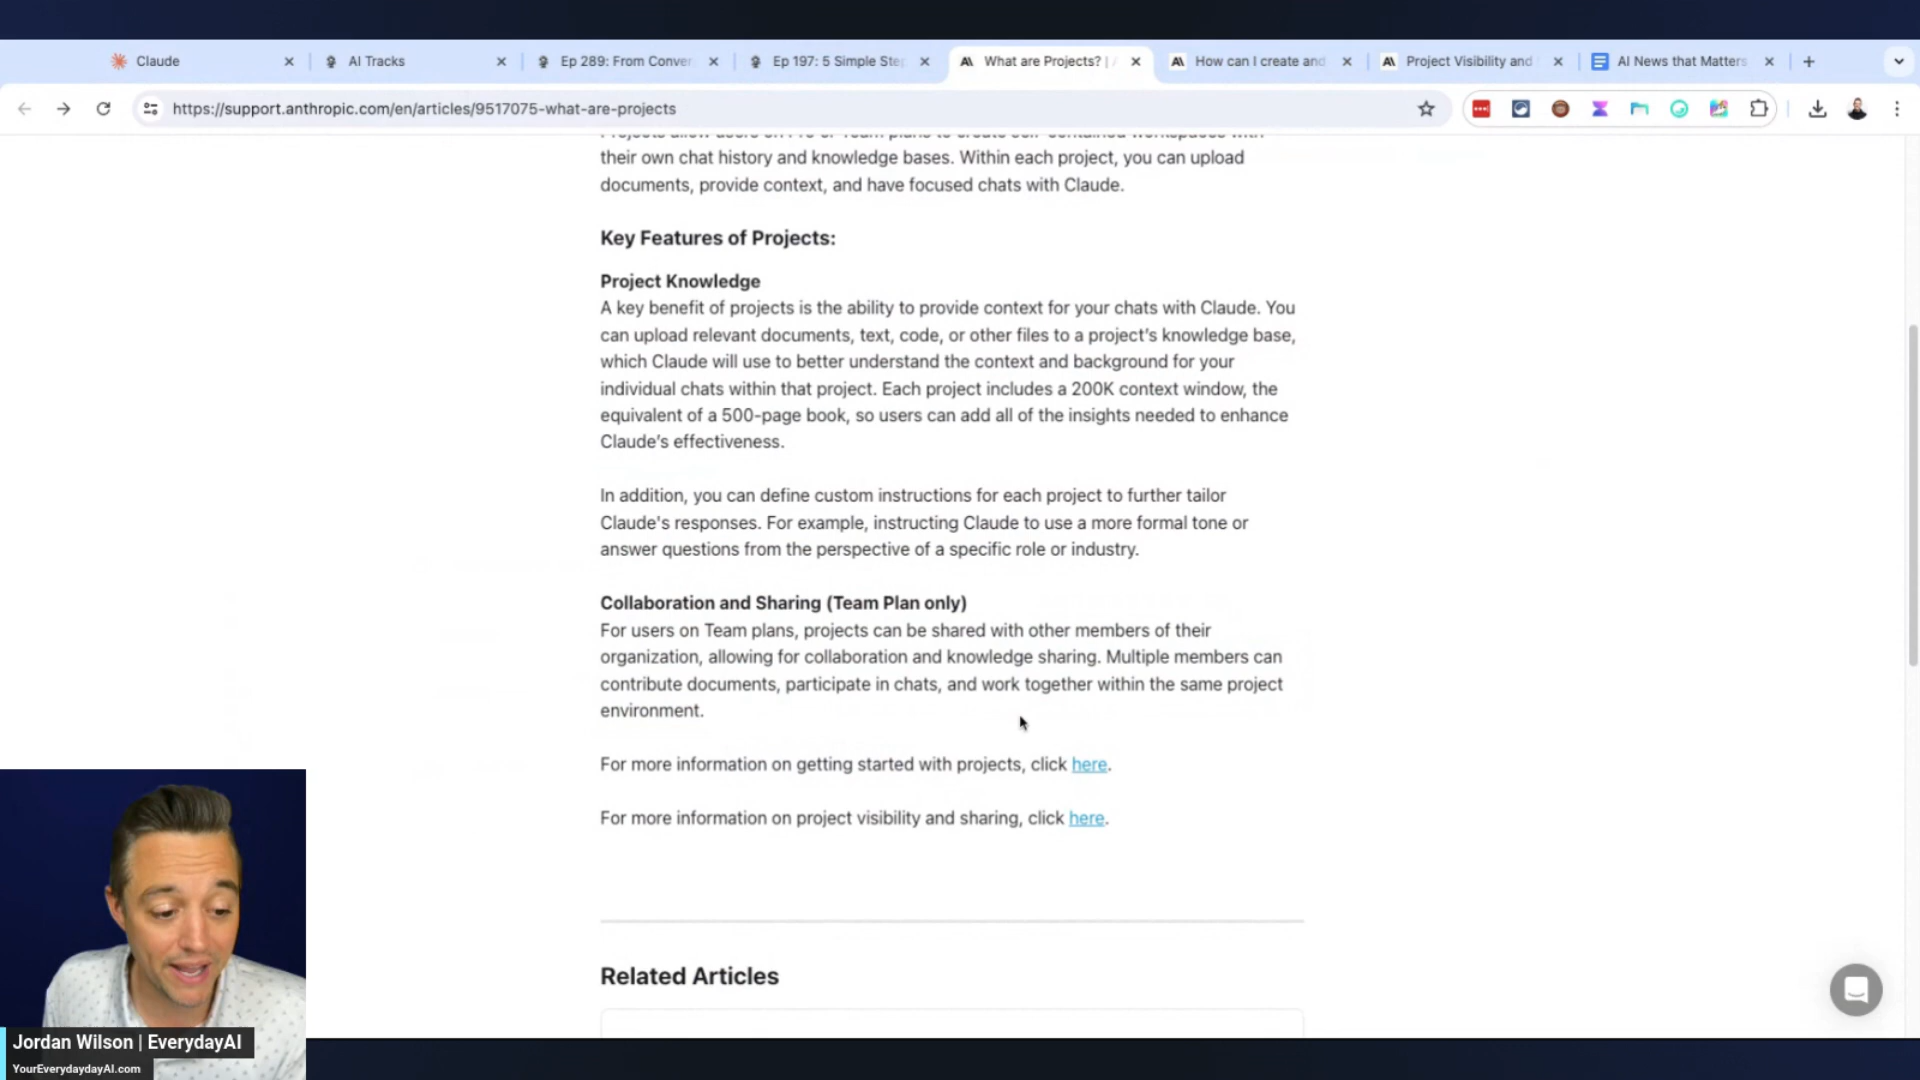 Claude
AI Tracks
Ep 289: From Conver
Ep 197: 5 Simple Ste
What are Projects? |
How can I create and
Project Visibility and
AI News that Matters
https://support.anthropic.com/en/articles/9517075-what-are-projects
Projects allow users on Pro or Team plans to create self-contained workspaces with
their own chat history and knowledge bases. Within each project, you can upload
documents, provide context, and have focused chats with Claude.
Key Features of Projects:
Project Knowledge
A key benefit of projects is the ability to provide context for your chats with Claude. You
can upload relevant documents, text, code, or other files to a project's knowledge base,
which Claude will use to better understand the context and background for your
individual chats within that project. Each project includes a 200K context window, the
equivalent of a 500-page book, so users can add all of the insights needed to enhance
Claude's effectiveness.
In addition, you can define custom instructions for each project to further tailor
Claude's responses. For example, instructing Claude to use a more formal tone or
answer questions from the perspective of a specific role or industry.
Collaboration and Sharing (Team Plan only)
For users on Team plans, projects can be shared with other members of their
organization, allowing for collaboration and knowledge sharing. Multiple members can
contribute documents, participate in chats, and work together within the same project
environment.
For more information on getting started with projects, click here.
For more information on project visibility and sharing, click here.
Related Articles
Jordan Wilson | EverydayAI
YourEverydayAI.com